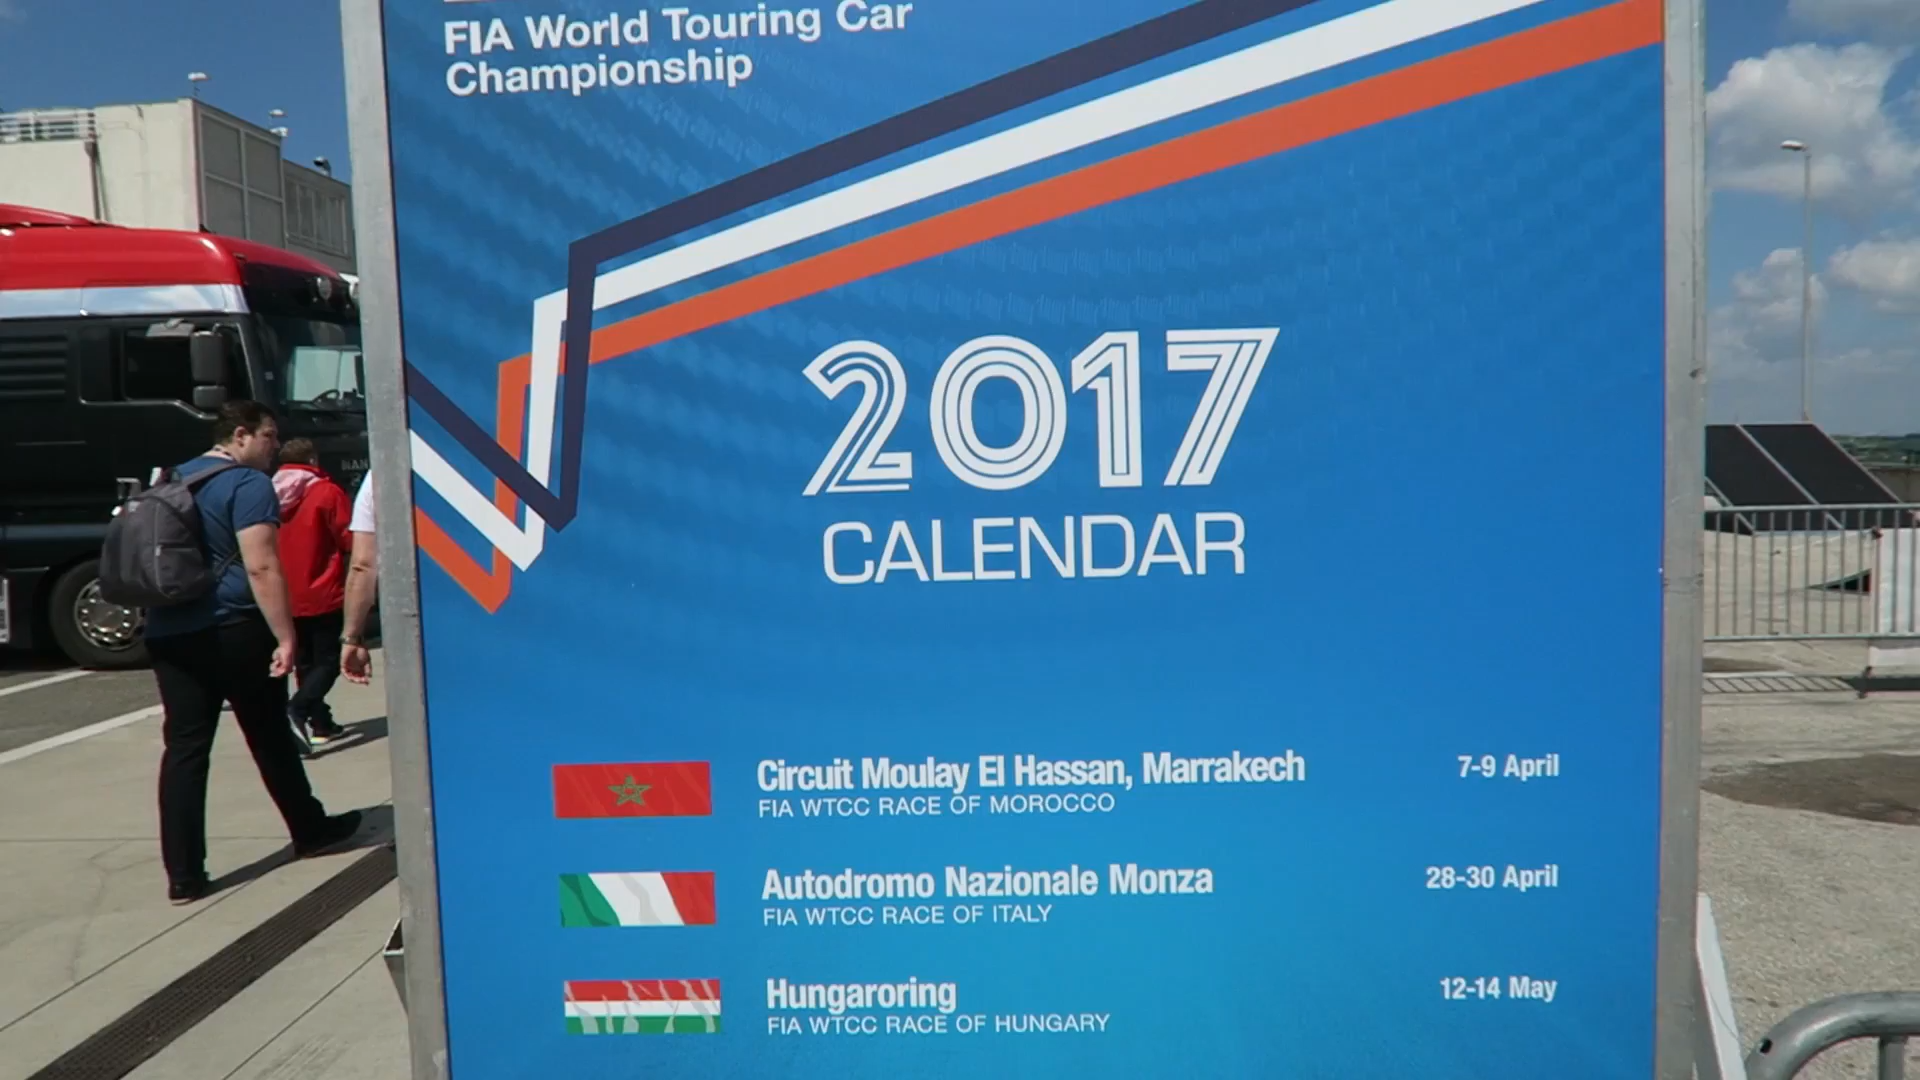 FIA World Touring Car
Championship
2017
CALENDAR
Circuit Moulay El Hassan, Marrakech 7-9 April
FIA WTCC RACE OF MOROCCO
Autodromo Nazionale Monza 28-30 April
FIA WTCC RACE OF ITALY
Hungaroring 12-14 May
FIA WTCC RACE OF HUNGARY